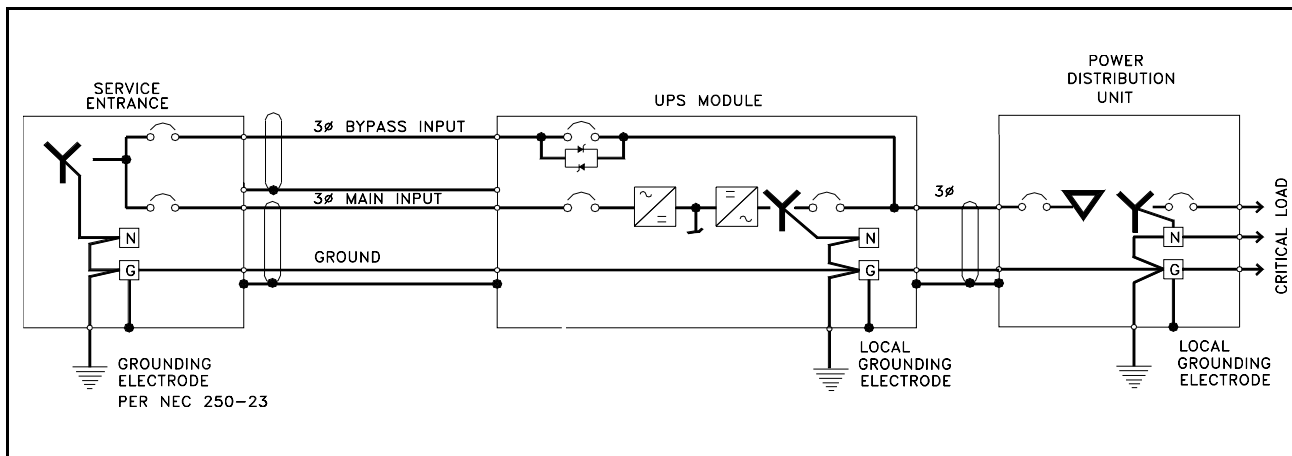 SERVICE
ENTRANCE
UPS MODULE
POWER
DISTRIBUTION
UNIT
3ø BYPASS INPUT
3ø MAIN INPUT
3ø
N
N
N
GROUND
G
G
G
CRITICAL LOAD
GROUNDING
ELECTRODE
PER NEC 250-23
LOCAL
GROUNDING
ELECTRODE
LOCAL
GROUNDING
ELECTRODE